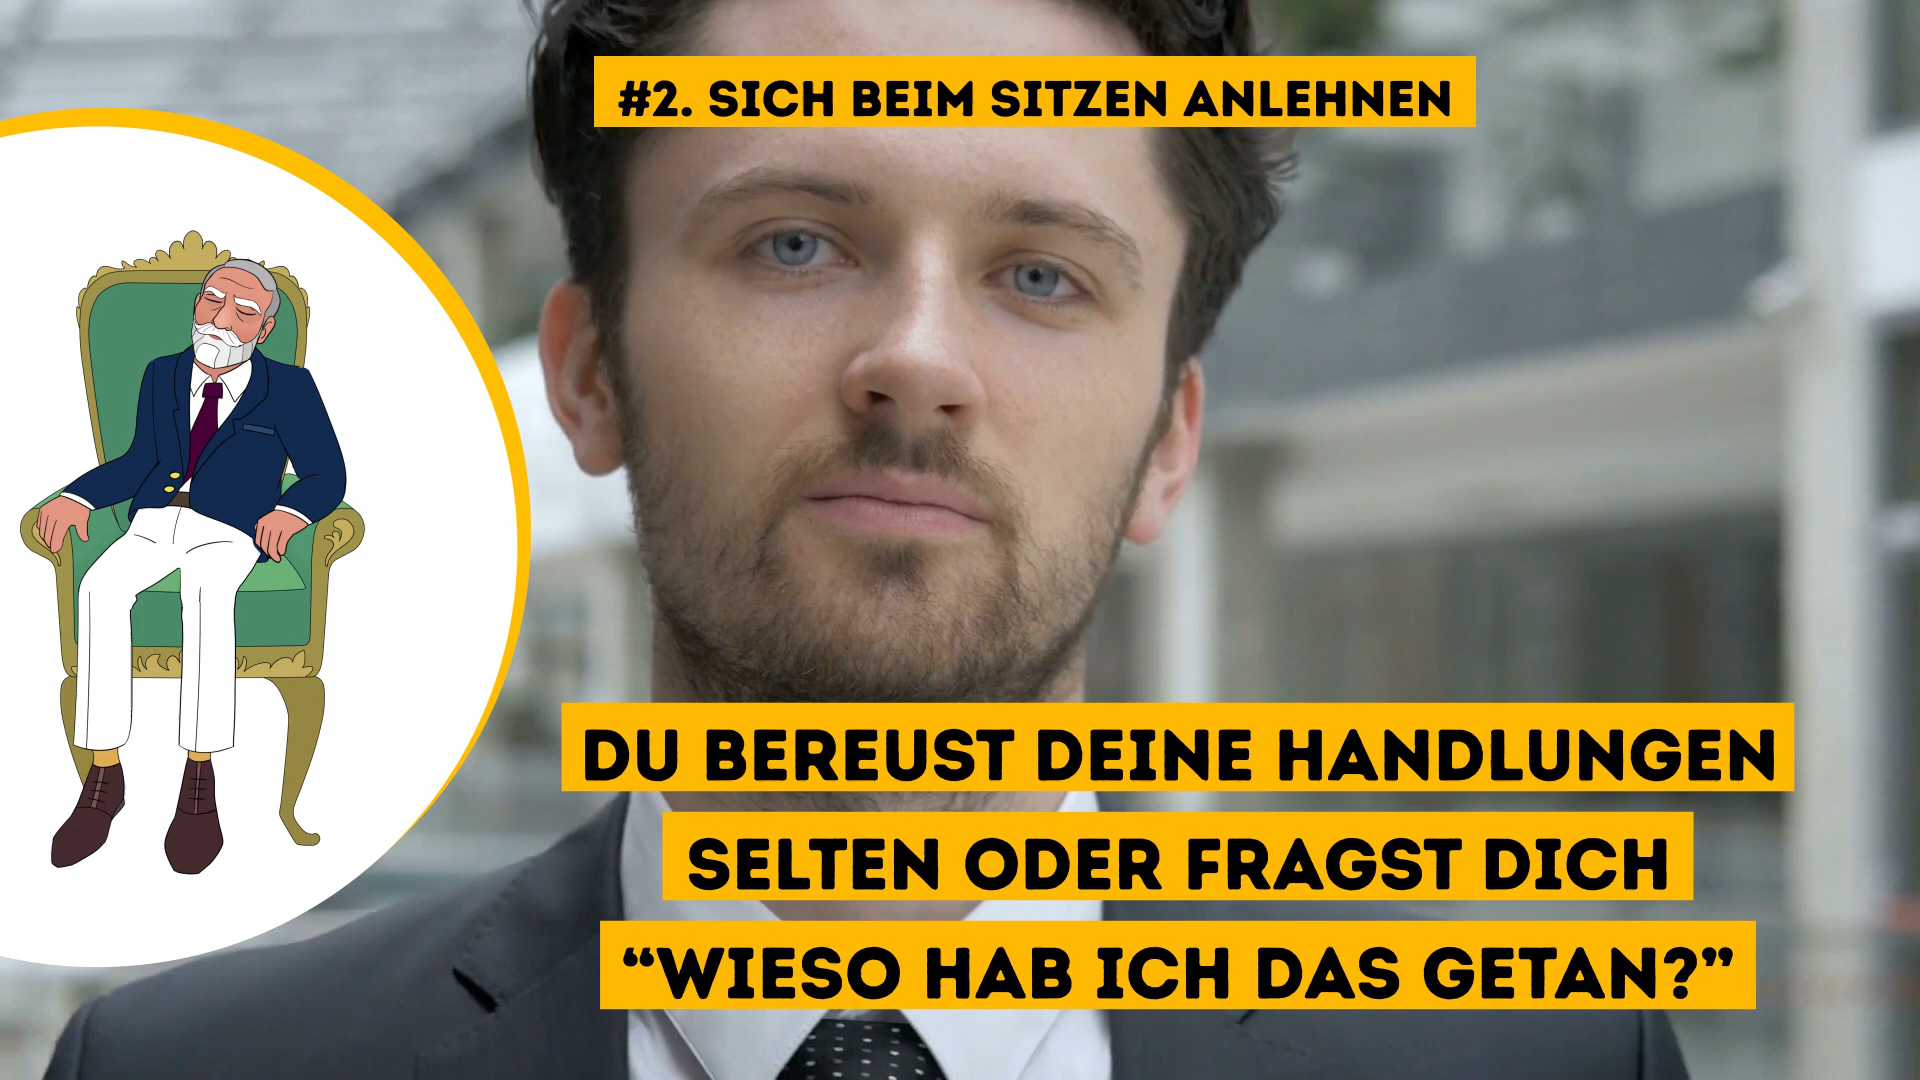 #2. SICH BEIM SITZEN ANLEHNEN
DU BEREUST DEINE HANDLUNGEN
SELTEN ODER FRAGST DICH
“WIESO HAB ICH DAS GETAN?”